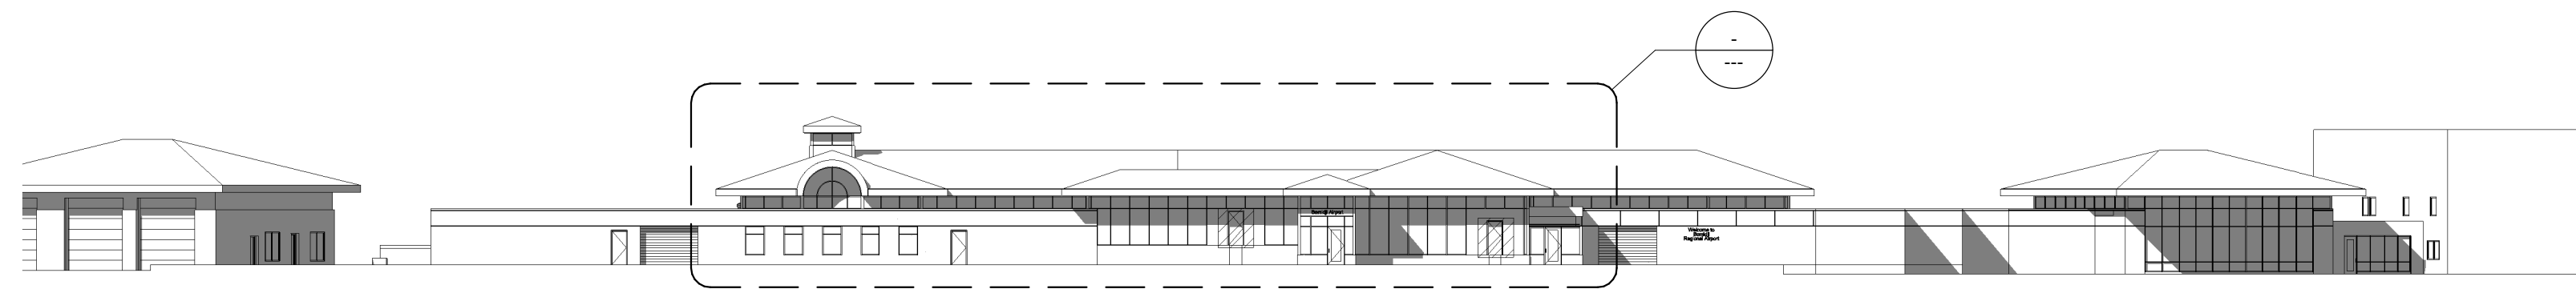 -
---
Bemidji Airport
Welcome to
Bemidji
Regional Airport